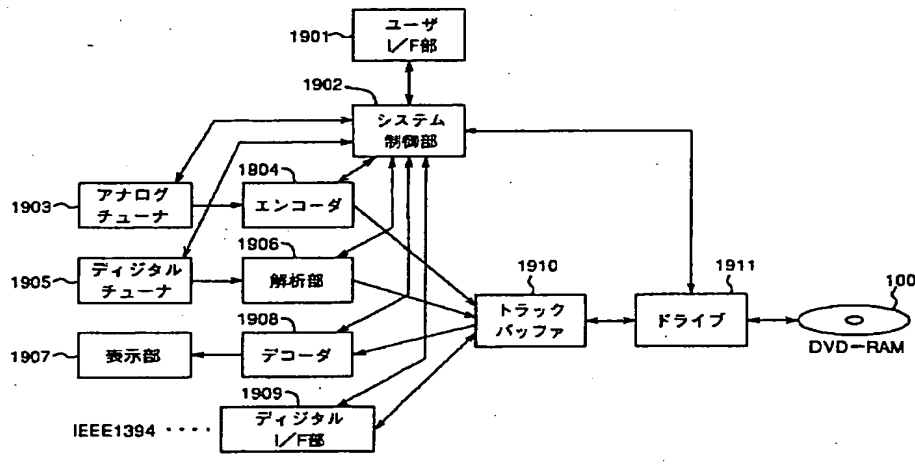 1901
ユーザ
I/F部
1902
システム
制御部
1903
アナログ
チューナ
1804
エンコーダ
1905
ディジタル
チューナ
1906
解析部
1907
表示部
1908
デコーダ
1909
ディジタル
I/F部
IEEE1394 ····
1910
トラック
バッファ
1911
ドライブ
100
DVD-RAM